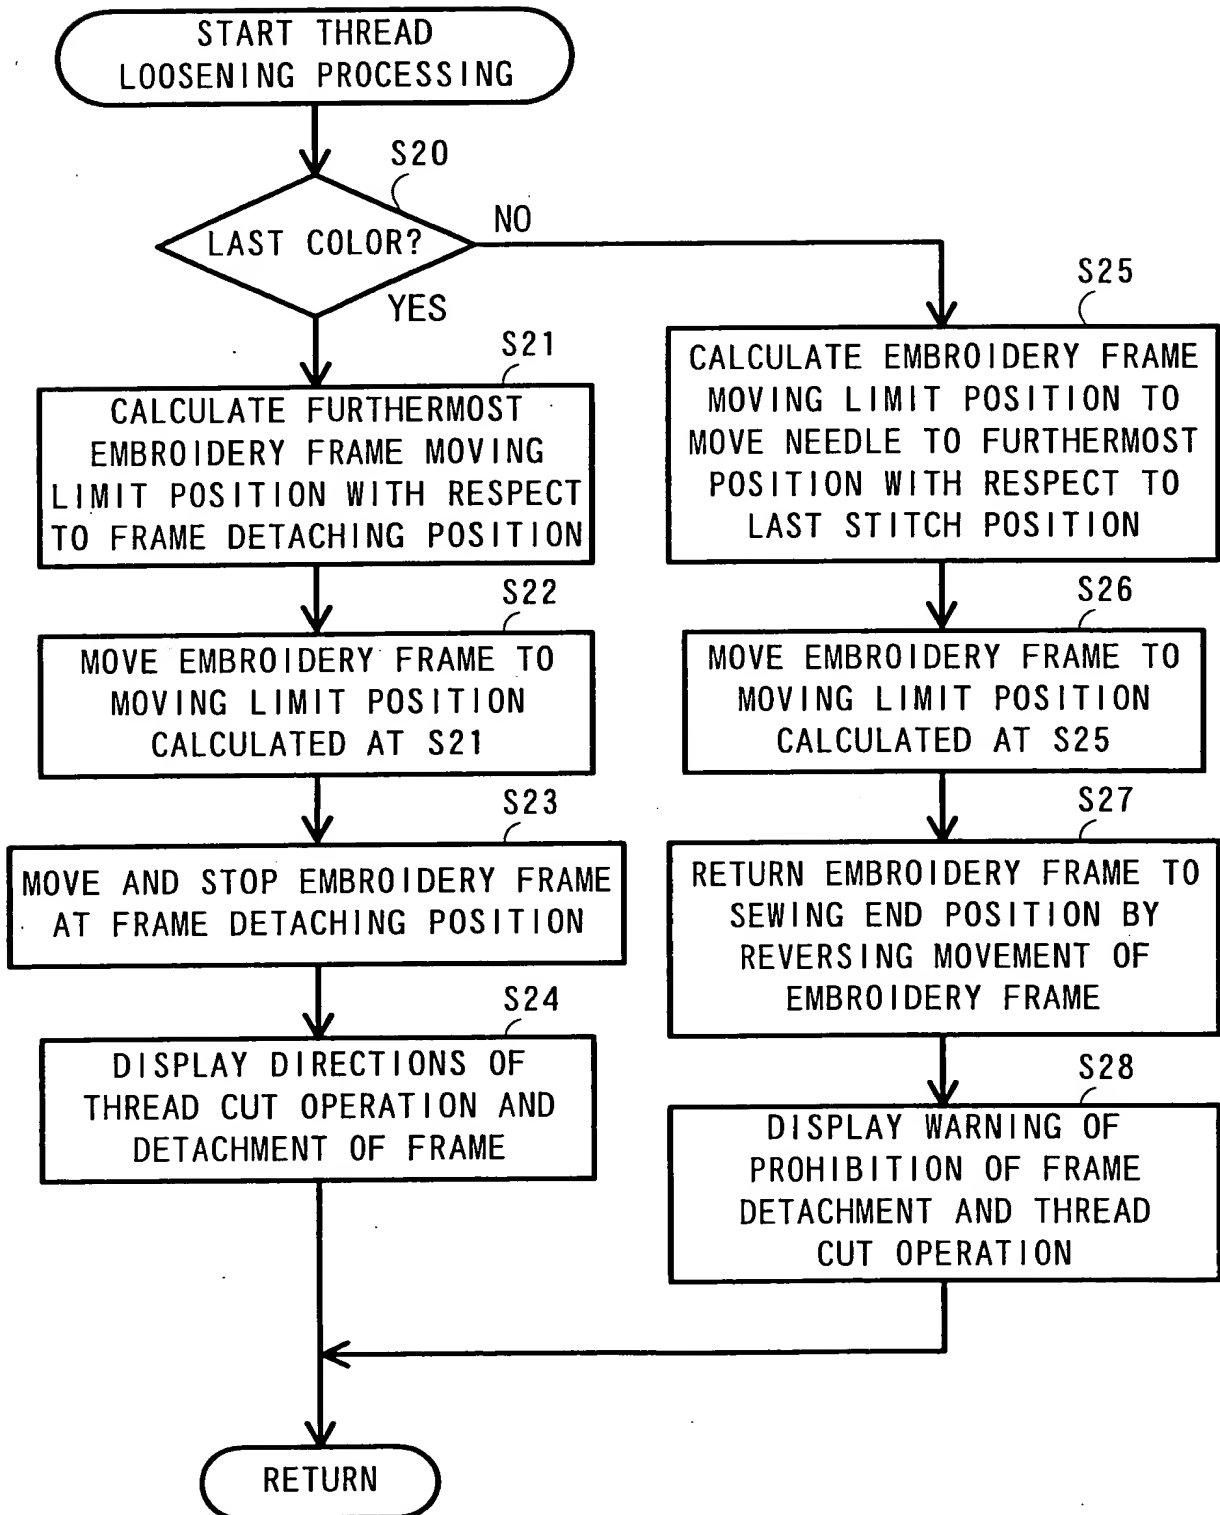 START THREAD
LOOSENING PROCESSING
S20
LAST COLOR?
NO
YES
S21
CALCULATE FURTHERMOST
EMBROIDERY FRAME MOVING
LIMIT POSITION WITH RESPECT
TO FRAME DETACHING POSITION
S22
MOVE EMBROIDERY FRAME TO
MOVING LIMIT POSITION
CALCULATED AT S21
S23
MOVE AND STOP EMBROIDERY FRAME
AT FRAME DETACHING POSITION
S24
DISPLAY DIRECTIONS OF
THREAD CUT OPERATION AND
DETACHMENT OF FRAME
S25
CALCULATE EMBROIDERY FRAME
MOVING LIMIT POSITION TO
MOVE NEEDLE TO FURTHERMOST
POSITION WITH RESPECT TO
LAST STITCH POSITION
S26
MOVE EMBROIDERY FRAME TO
MOVING LIMIT POSITION
CALCULATED AT S25
S27
RETURN EMBROIDERY FRAME TO
SEWING END POSITION BY
REVERSING MOVEMENT OF
EMBROIDERY FRAME
S28
DISPLAY WARNING OF
PROHIBITION OF FRAME
DETACHMENT AND THREAD
CUT OPERATION
RETURN